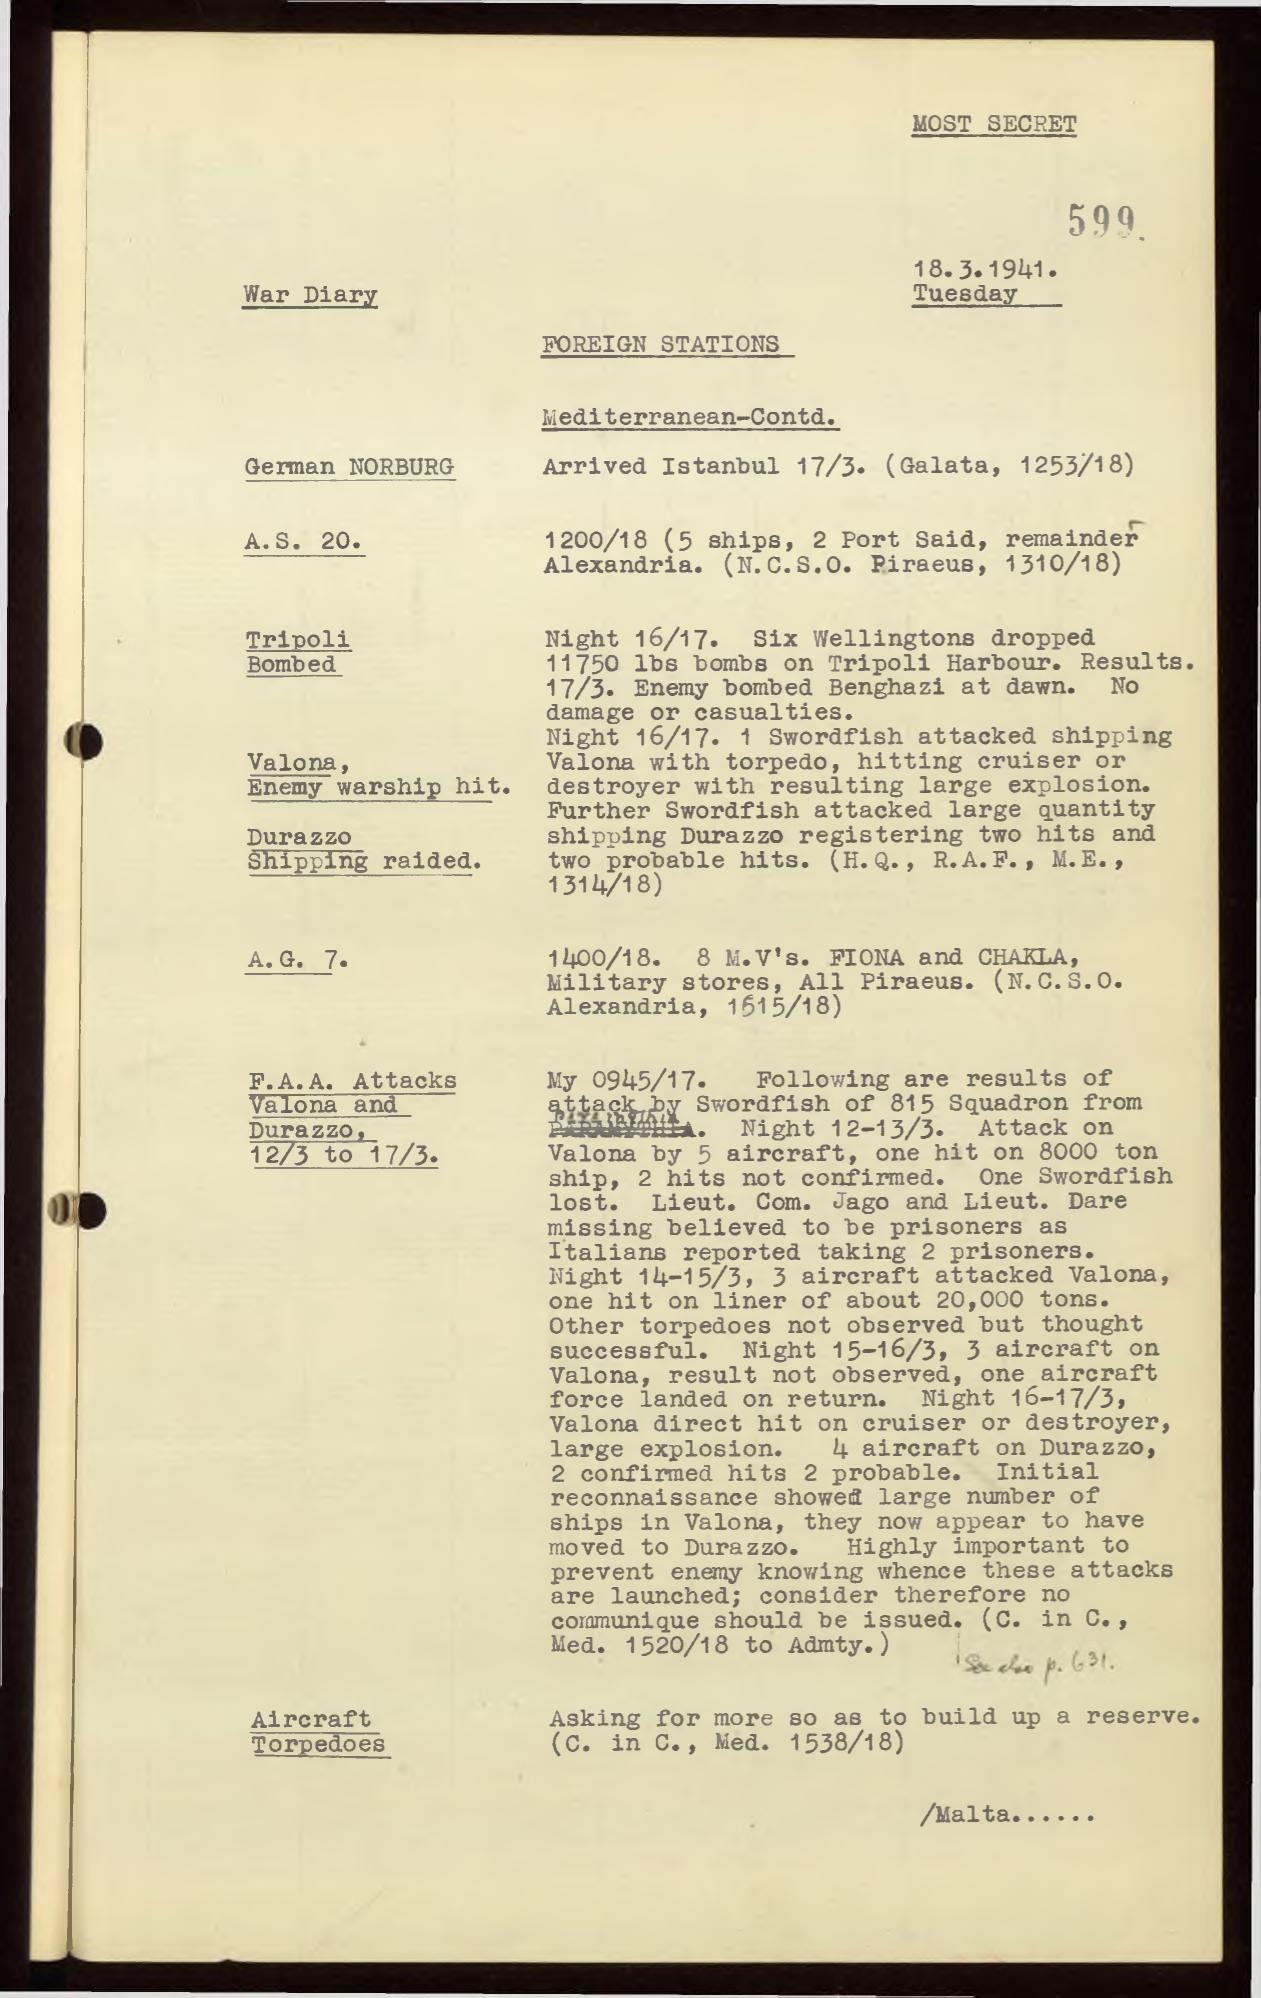 MOST SECRET
599.
18.3.1941.
Tuesday
War Diary
FOREIGN STATIONS
Mediterranean-Contd.
German NORBURG
Arrived Istanbul 17/3. (Galata, 1253/18)
A.S. 20.
1200/18 (5 ships, 2 Port Said, remainder
Alexandria. (N.C.S.O. Piraeus, 1310/18)
Tripoli
Bombed
Night 16/17. Six Wellingtons dropped
11750 lbs bombs on Tripoli Harbour. Results.
17/3. Enemy bombed Benghazi at dawn. No
damage or casualties.
Night 16/17. 1 Swordfish attacked shipping
Valona,
Enemy warship hit.
Valona with torpedo, hitting cruiser or
destroyer with resulting large explosion.
Further Swordfish attacked large quantity
Durazzo
Shipping raided.
shipping Durazzo registering two hits and
two probable hits. (H.Q., R.A.F., M.E.,
1314/18)
A.G. 7.
1400/18. 8 M.V's. FIONA and CHAKLA,
Military stores, All Piraeus. (N.C.S.O.
Alexandria, 1615/18)
F.A.A. Attacks
Valona and
Durazzo,
12/3 to 17/3.
My 0945/17. Following are results of
attack by Swordfish of 815 Squadron from
PARAMYTHIA. Night 12-13/3. Attack on
Valona by 5 aircraft, one hit on 8000 ton
ship, 2 hits not confirmed. One Swordfish
lost. Lieut. Com. Jago and Lieut. Dare
missing believed to be prisoners as
Italians reported taking 2 prisoners.
Night 14-15/3, 3 aircraft attacked Valona,
one hit on liner of about 20,000 tons.
Other torpedoes not observed but thought
successful. Night 15-16/3, 3 aircraft on
Valona, result not observed, one aircraft
force landed on return. Night 16-17/3,
Valona direct hit on cruiser or destroyer,
large explosion. 4 aircraft on Durazzo,
2 confirmed hits 2 probable. Initial
reconnaissance showed large number of
ships in Valona, they now appear to have
moved to Durazzo. Highly important to
prevent enemy knowing whence these attacks
are launched; consider therefore no
communique should be issued. (C. in C.,
Med. 1520/18 to Admty.)
See also p. 631.
Aircraft
Torpedoes
Asking for more so as to build up a reserve.
(C. in C., Med. 1538/18)
/Malta......